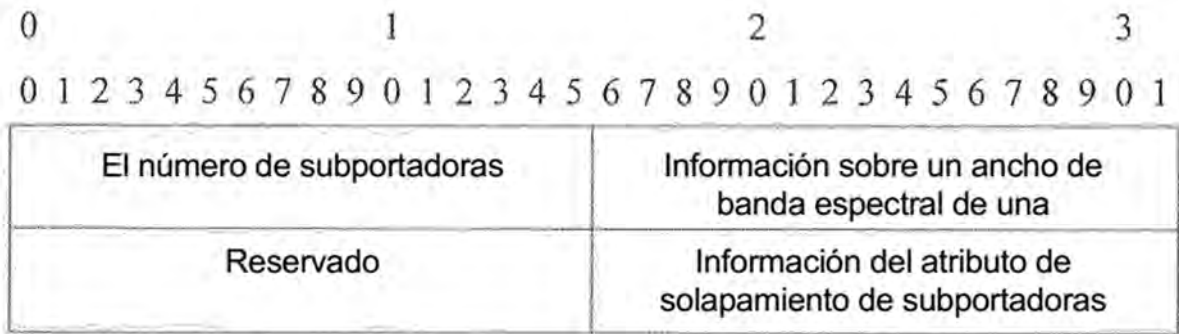 0 1 2 3
0 1 2 3 4 5 6 7 8 9 0 1 2 3 4 5 6 7 8 9 0 1 2 3 4 5 6 7 8 9 0 1
El número de subportadoras
Información sobre un ancho de
banda espectral de una
Reservado
Información del atributo de
solapamiento de subportadoras